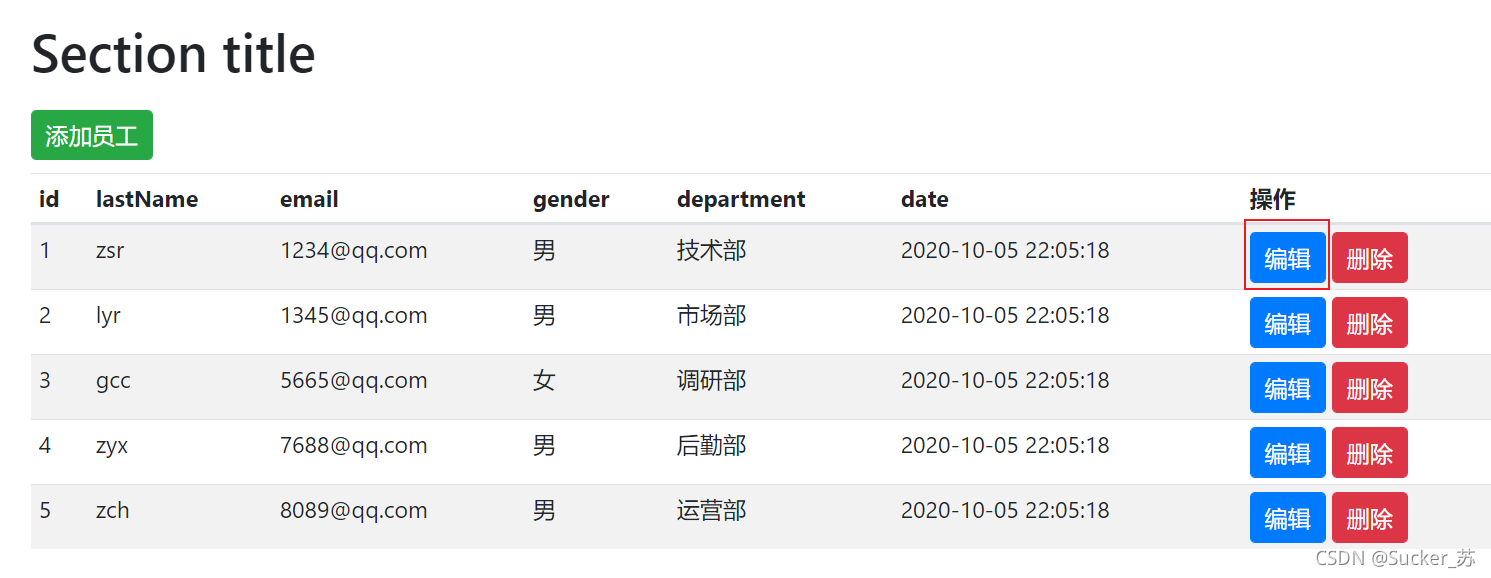 Section title
添加员工
id lastName email gender department date 操作
1 zsr 1234@qq.com 男 技术部 2020-10-05 22:05:18 编辑 删除
2 lyr 1345@qq.com 男 市场部 2020-10-05 22:05:18 编辑 删除
3 gcc 5665@qq.com 女 调研部 2020-10-05 22:05:18 编辑 删除
4 zyx 7688@qq.com 男 后勤部 2020-10-05 22:05:18 编辑 删除
5 zch 8089@qq.com 男 运营部 2020-10-05 22:05:18 编辑 删除
CSDN @Sucker_苏